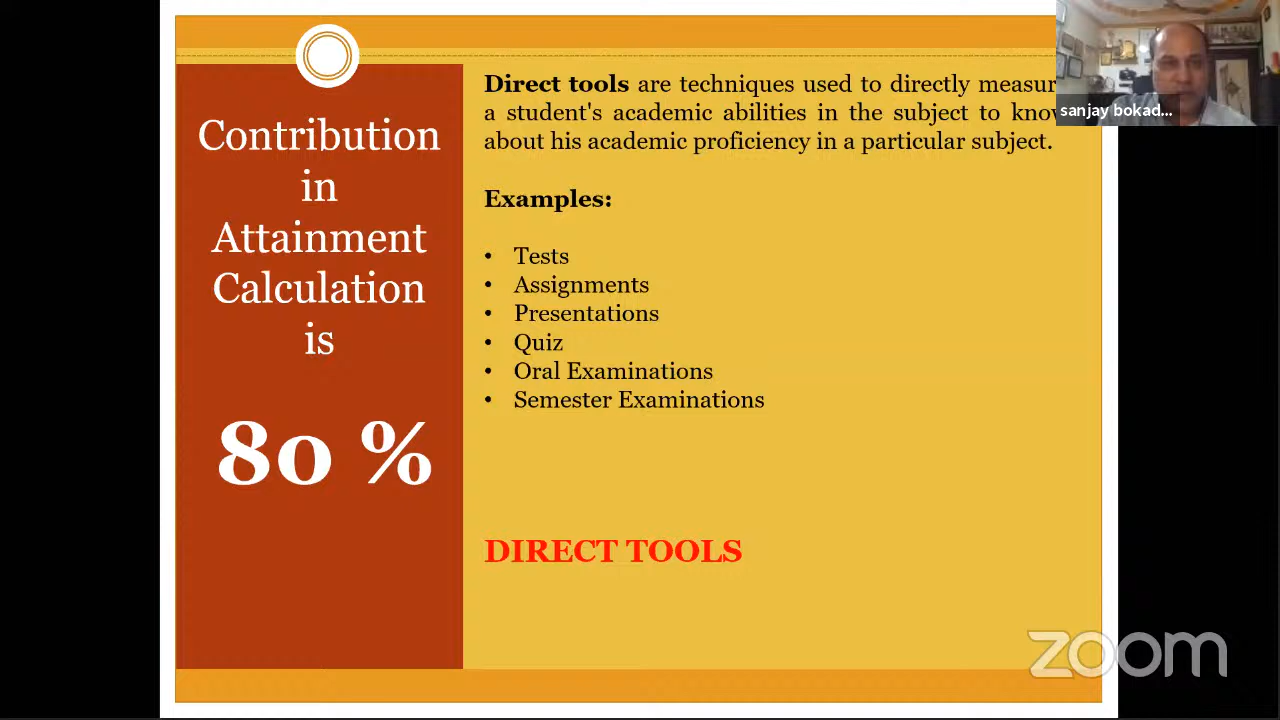 Contribution
in
Attainment
Calculation
is
80 %
Direct tools are techniques used to directly measur
a student's academic abilities in the subject to know
about his academic proficiency in a particular subject.
Examples:
• Tests
• Assignments
• Presentations
• Quiz
• Oral Examinations
• Semester Examinations
DIRECT TOOLS
sanjay bokad...
zoom